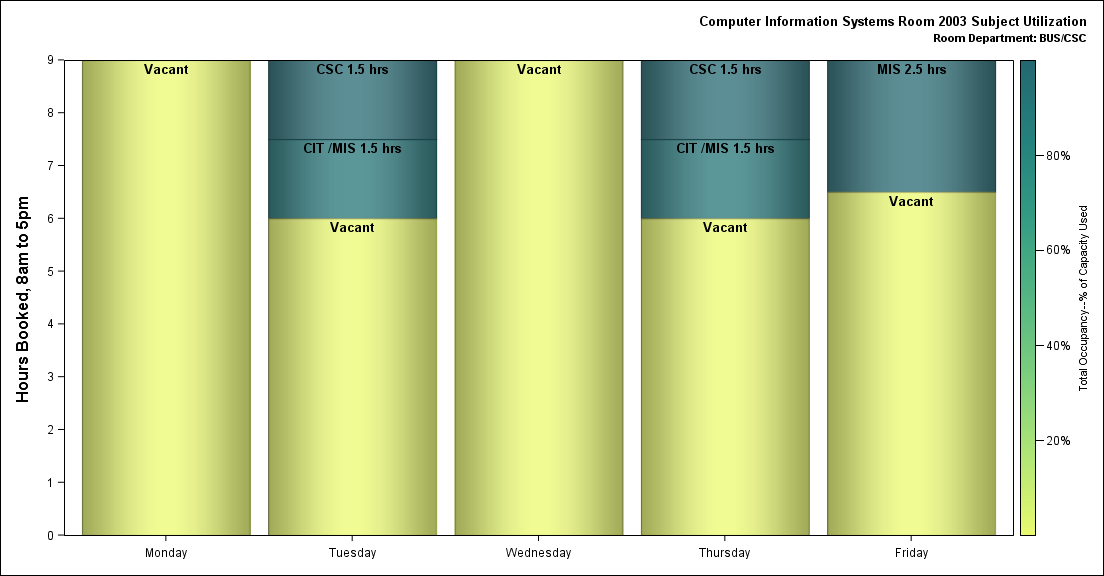 Computer Information Systems Room 2003 Subject Utilization
Room Department: BUS/CSC
Hours Booked, 8am to 5pm
9
8
7
6
5
4
3
2
1
0
Vacant
CSC 1.5 hrs
CIT /MIS 1.5 hrs
Vacant
Vacant
CSC 1.5 hrs
CIT /MIS 1.5 hrs
Vacant
MIS 2.5 hrs
Vacant
Monday
Tuesday
Wednesday
Thursday
Friday
80%
60%
40%
20%
Total Occupancy--% of Capacity Used